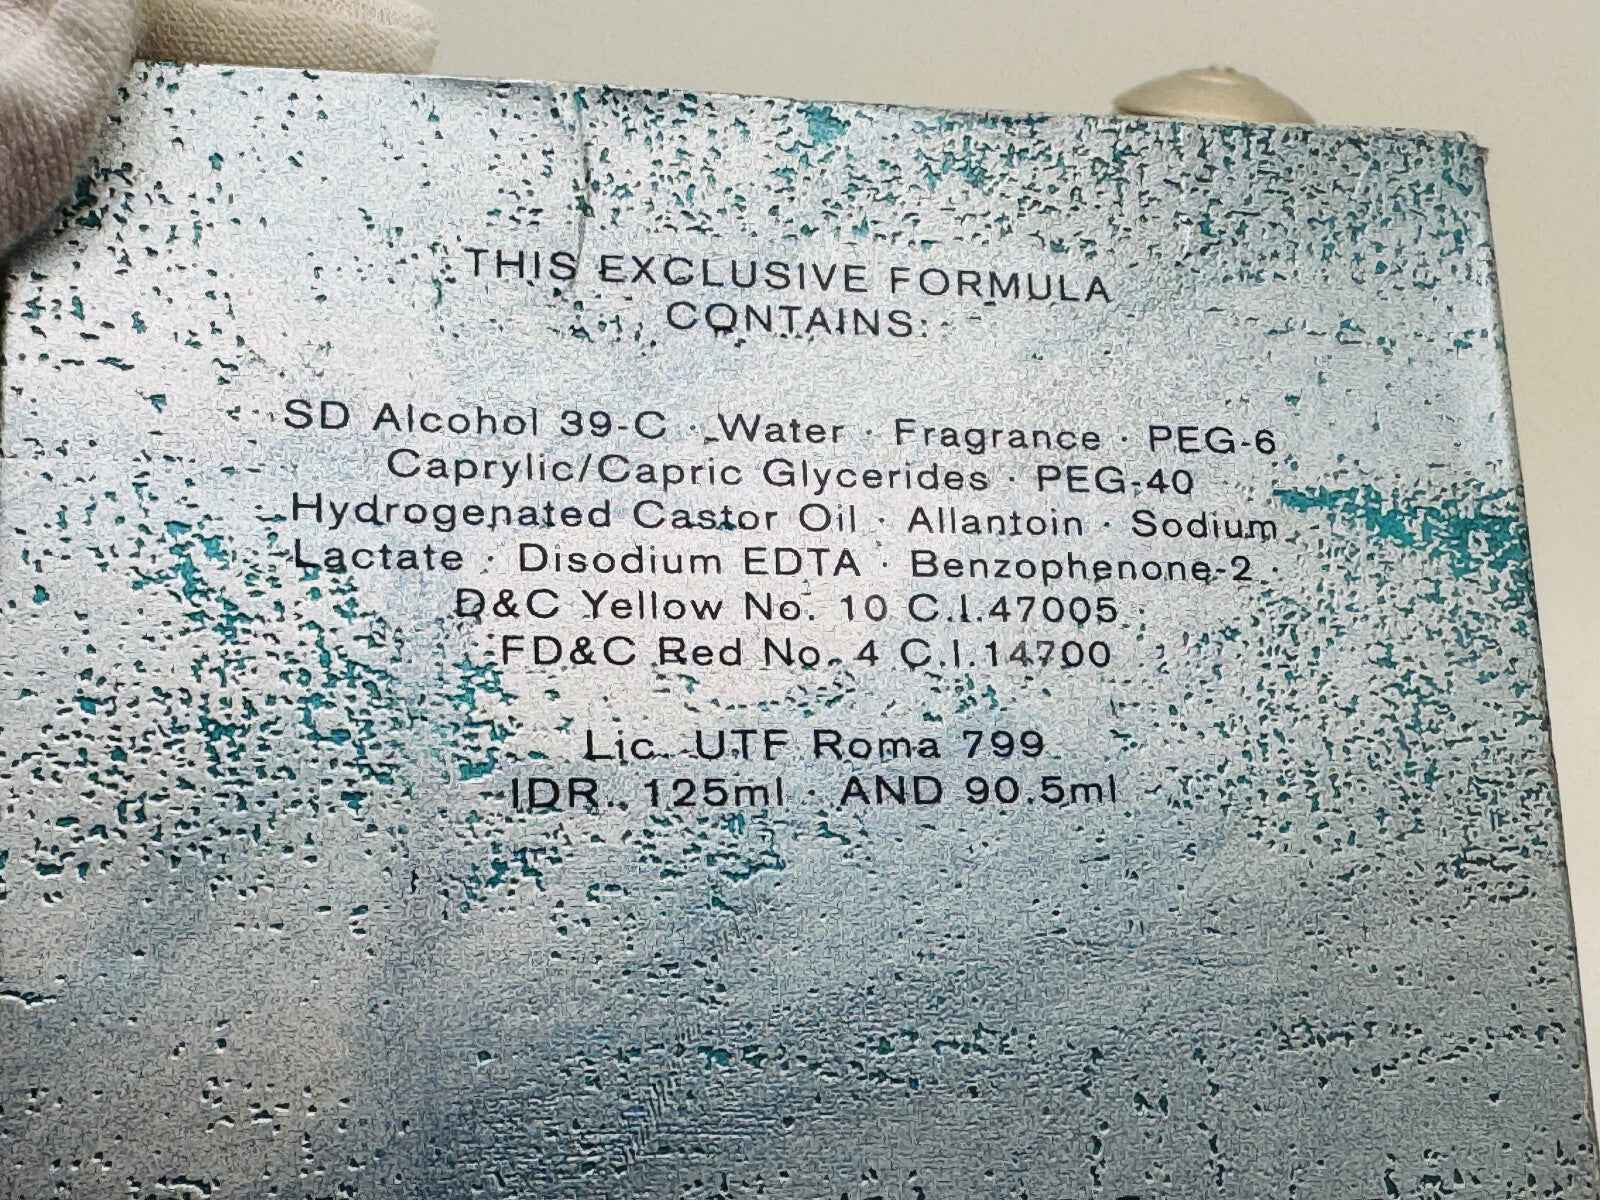 THIS EXCLUSIVE FORMULA
CONTAINS:
SD Alcohol 39-C · Water · Fragrance · PEG-6
Caprylic/Capric Glycerides · PEG-40
Hydrogenated Castor Oil · Allantoin · Sodium
Lactate · Disodium EDTA · Benzophenone-2 ·
D&C Yellow No. 10 C.I.47005
FD&C Red No. 4 C.I.14700
Lic. UTF Roma 799
IDR. 125ml · AND 90.5ml